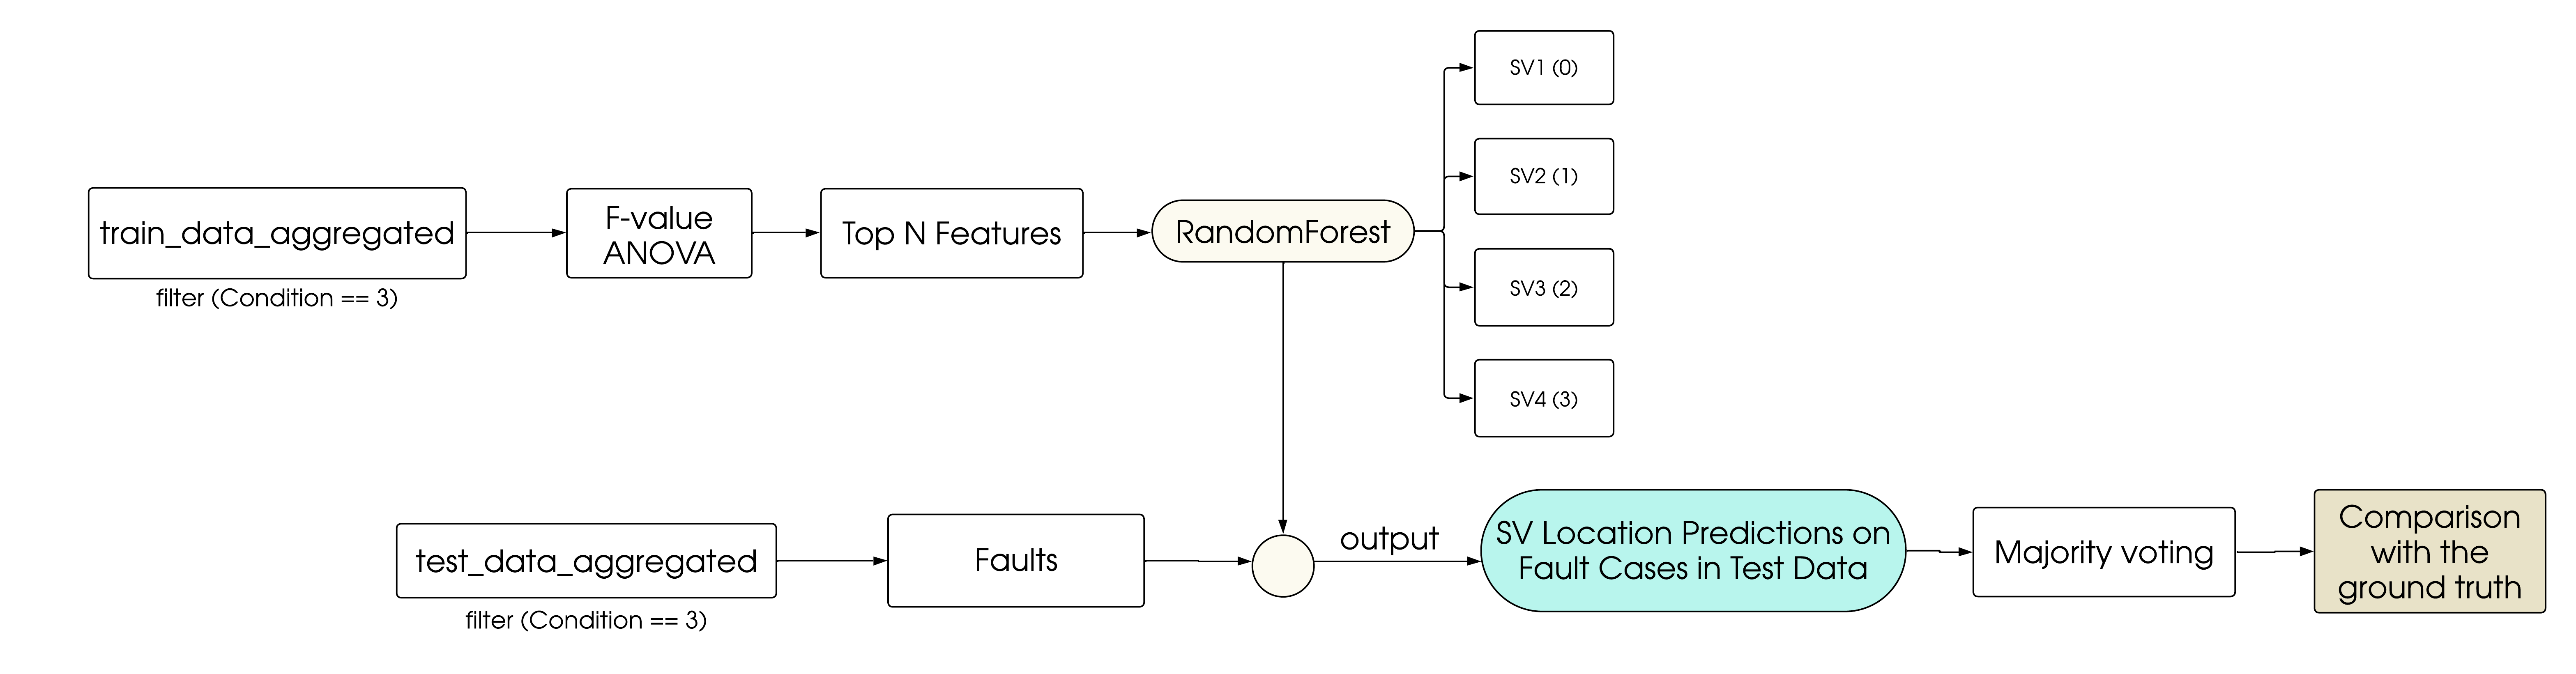 SV1 (0)
SV2 (1)
train_data_aggregated
F-value
ANOVA
Top N Features
RandomForest
filter (Condition == 3)
SV3 (2)
SV4 (3)
test_data_aggregated
Faults
output
SV Location Predictions on
Fault Cases in Test Data
Majority voting
Comparison
with the
ground truth
filter (Condition == 3)